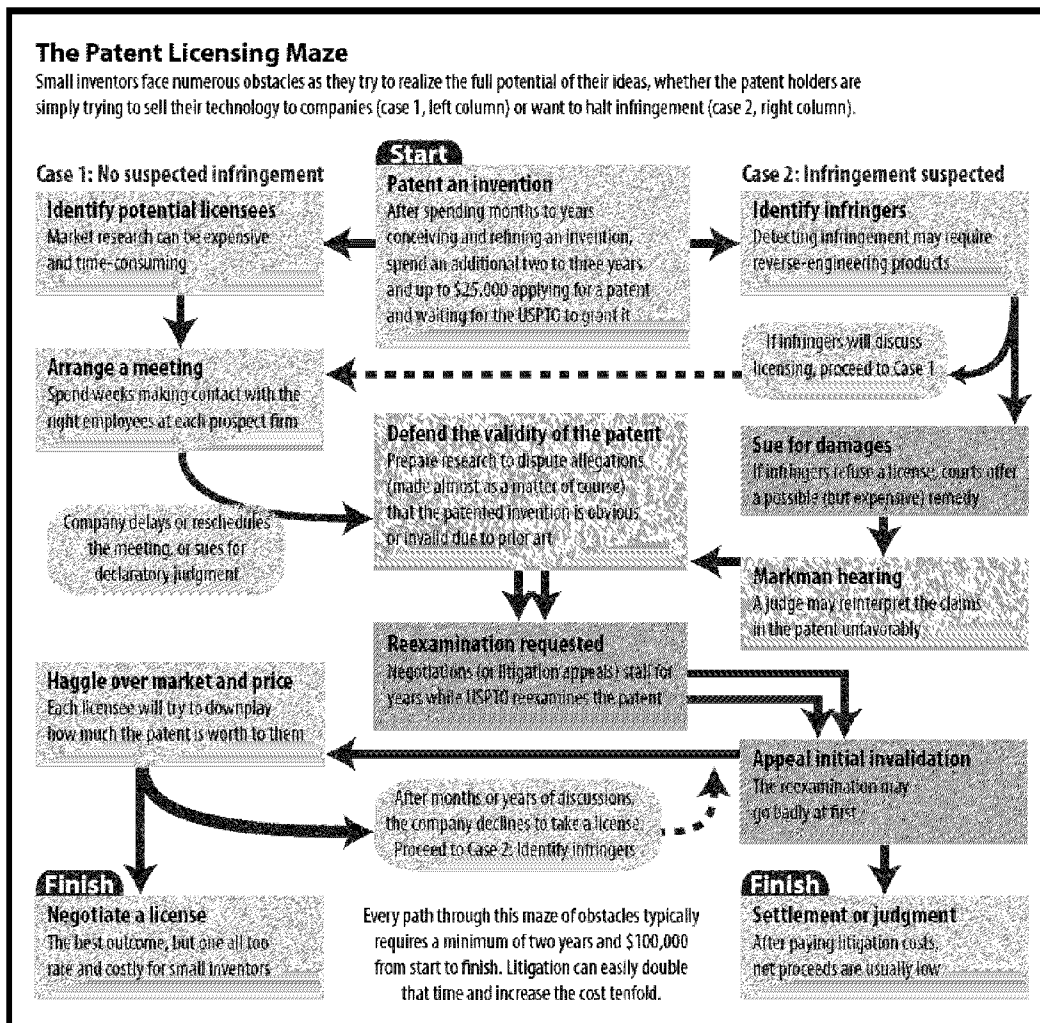 The Patent Licensing Maze
Small inventors face numerous obstacles as they try to realize the full potential of their ideas, whether the patent holders are
simply trying to sell their technology to companies (case 1, left column) or want to halt infringement (case 2, right column).
Start
Patent an invention
After spending months to years
conceiving and refining an invention,
spend an additional two to three years
and up to $25,000 applying for a patent
and waiting for the USPTO to grant it
Case 1: No suspected infringement
Identify potential licensees
Market research can be expensive
and time-consuming
Case 2: Infringement suspected
Identify infringers
Detecting infringement may require
reverse-engineering products
If infringers will discuss
licensing, proceed to Case 1
Arrange a meeting
Spend weeks making contact with the
right employees at each prospect firm
Company delays or reschedules
the meeting, or sues for
declaratory judgment
Defend the validity of the patent
Prepare research to dispute allegations
(made almost as a matter of course)
that the patented invention is obvious
or invalid due to prior art
Sue for damages
If infringers refuse a license, courts offer
a possible (but expensive) remedy
Markman hearing
A judge may reinterpret the claims
in the patent unfavorably
Reexamination requested
Negotiations (or litigation appeals) stall for
years while USPTO reexamines the patent
Haggle over market and price
Each licensee will try to downplay
how much the patent is worth to them
Appeal initial invalidation
The reexamination may
go badly at first
After months or years of discussions,
the company declines to take a license.
Proceed to Case 2: Identify infringers
Finish
Negotiate a license
The best outcome, but one all too
rare and costly for small inventors
Every path through this maze of obstacles typically
requires a minimum of two years and $100,000
from start to finish. Litigation can easily double
that time and increase the cost tenfold.
Finish
Settlement or judgment
After paying litigation costs,
net proceeds are usually low